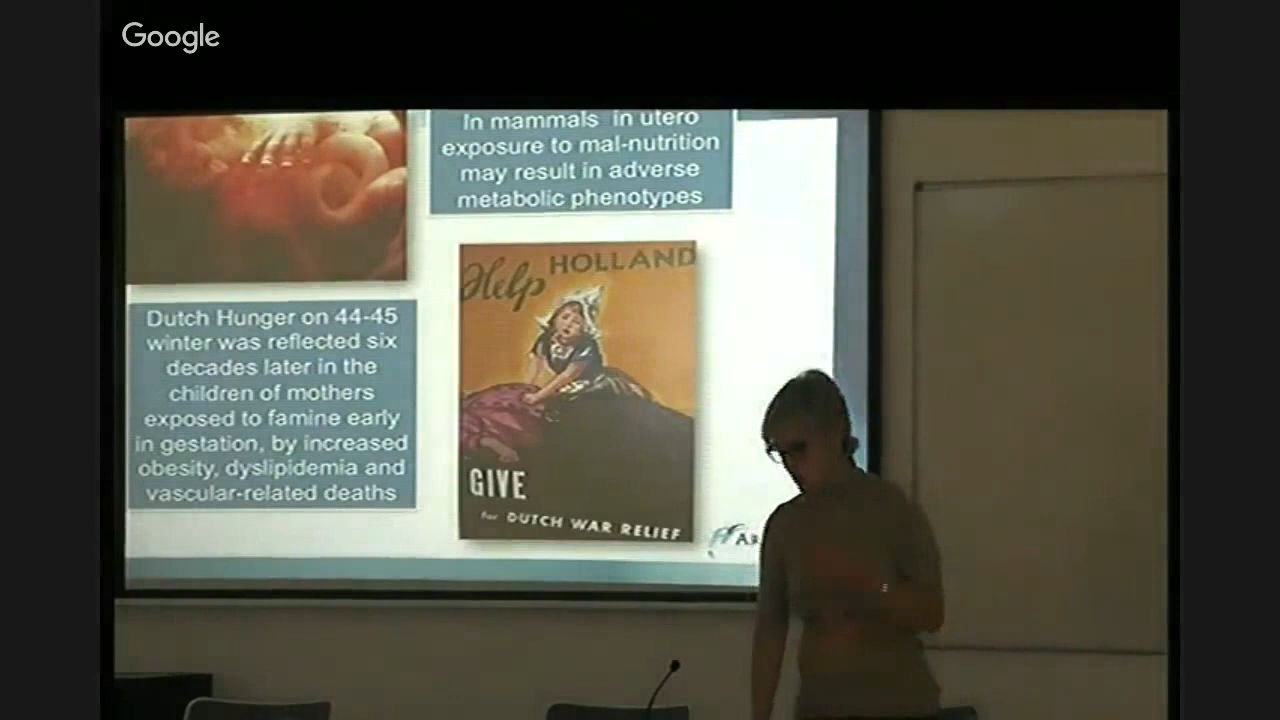 Google
In mammals in utero
exposure to mal-nutrition
may result in adverse
metabolic phenotypes
Help HOLLAND
Dutch Hunger on 44-45
winter was reflected six
decades later in the
children of mothers
exposed to famine early
in gestation, by increased
obesity, dyslipidemia and
vascular-related deaths
GIVE
for DUTCH WAR RELIEF